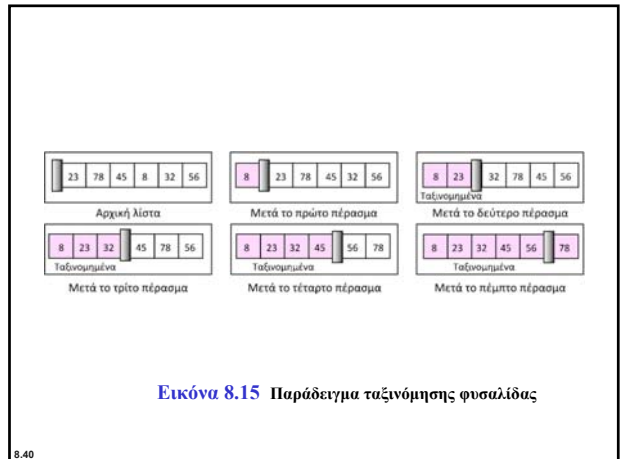 23 78 45 8 32 56
Αρχική λίστα
8 23 78 45 32 56
Μετά το πρώτο πέρασμα
8 23 32 78 45 56
Ταξινομημένα
Μετά το δεύτερο πέρασμα
8 23 32 45 78 56
Ταξινομημένα
Μετά το τρίτο πέρασμα
8 23 32 45 56 78
Ταξινομημένα
Μετά το τέταρτο πέρασμα
8 23 32 45 56 78
Ταξινομημένα
Μετά το πέμπτο πέρασμα
Εικόνα 8.15 Παράδειγμα ταξινόμησης φυσαλίδας
8.40